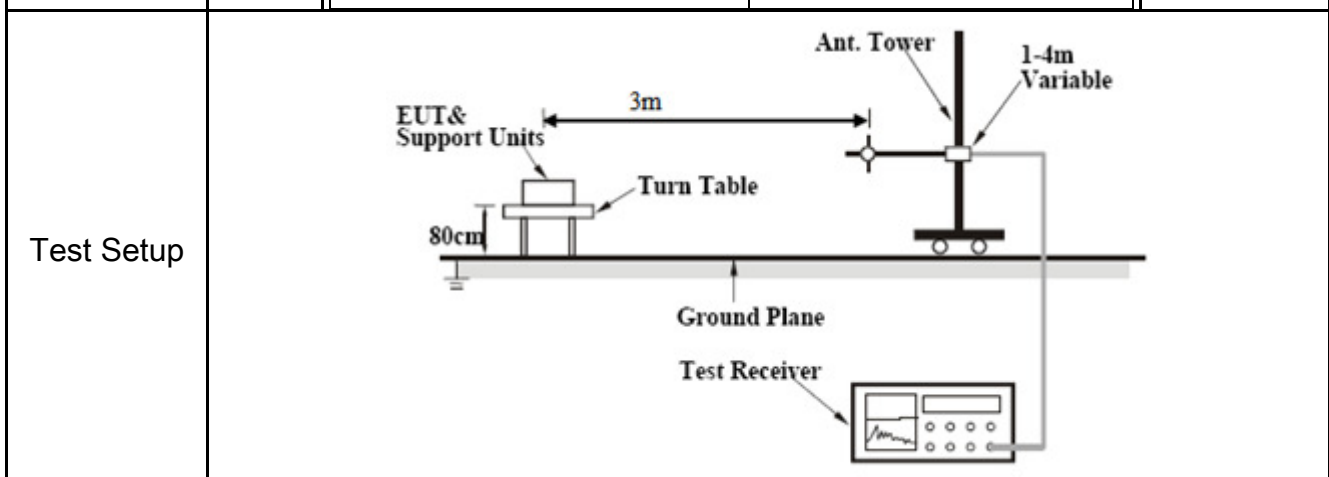 Test Setup
Ant. Tower
1-4m
Variable
3m
EUT&
Support Units
Turn Table
80cm
Ground Plane
Test Receiver